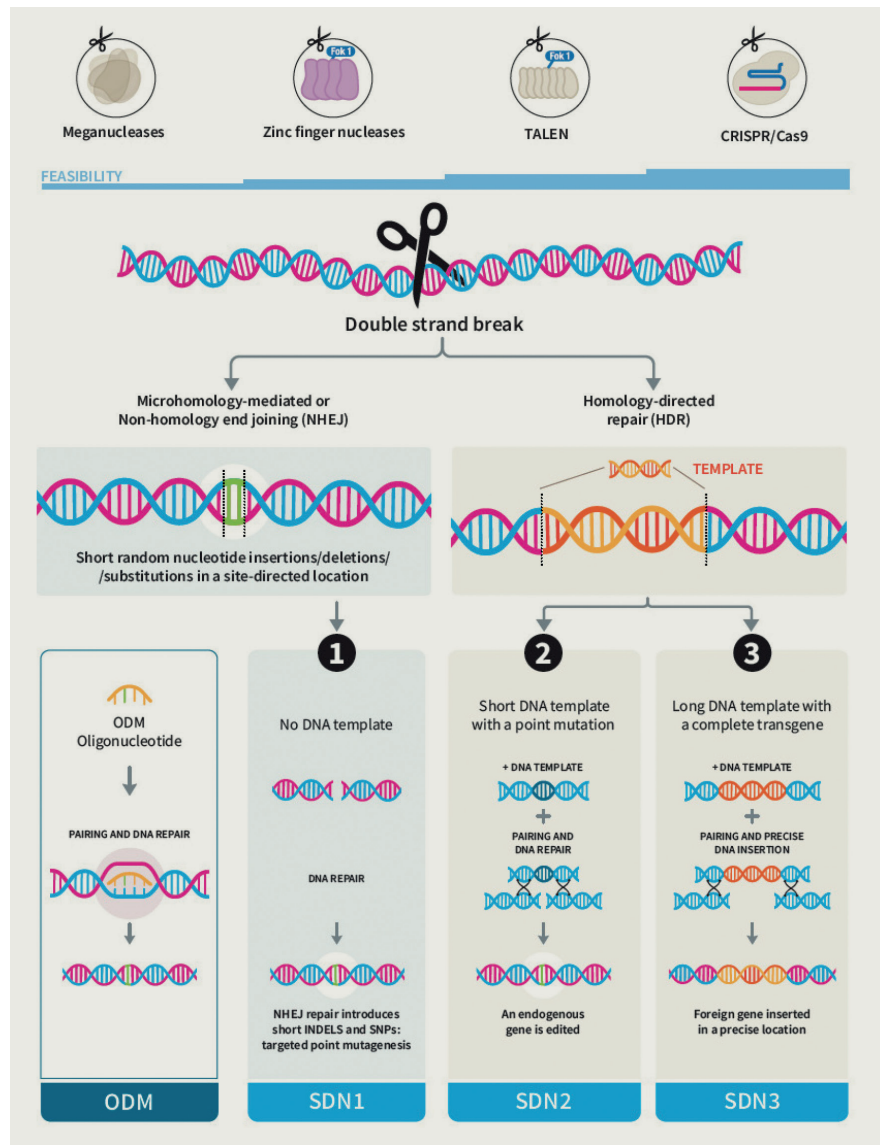 Fok 1
Fok 1
Meganucleases
Zinc finger nucleases
TALEN
CRISPR/Cas9
FEASIBILITY
Double strand break
Microhomology-mediated or
Non-homology end joining (NHEJ)
Homology-directed
repair (HDR)
TEMPLATE
Short random nucleotide insertions/deletions/
/substitutions in a site-directed location
ODM
Oligonucleotide
PAIRING AND DNA REPAIR
ODM
1
No DNA template
DNA REPAIR
NHEJ repair introduces
short INDELS and SNPs:
targeted point mutagenesis
SDN1
2
Short DNA template
with a point mutation
+ DNA TEMPLATE
+
PAIRING AND
DNA REPAIR
An endogenous
gene is edited
SDN2
3
Long DNA template with
a complete transgene
+ DNA TEMPLATE
+
PAIRING AND PRECISE
DNA INSERTION
Foreign gene inserted
in a precise location
SDN3